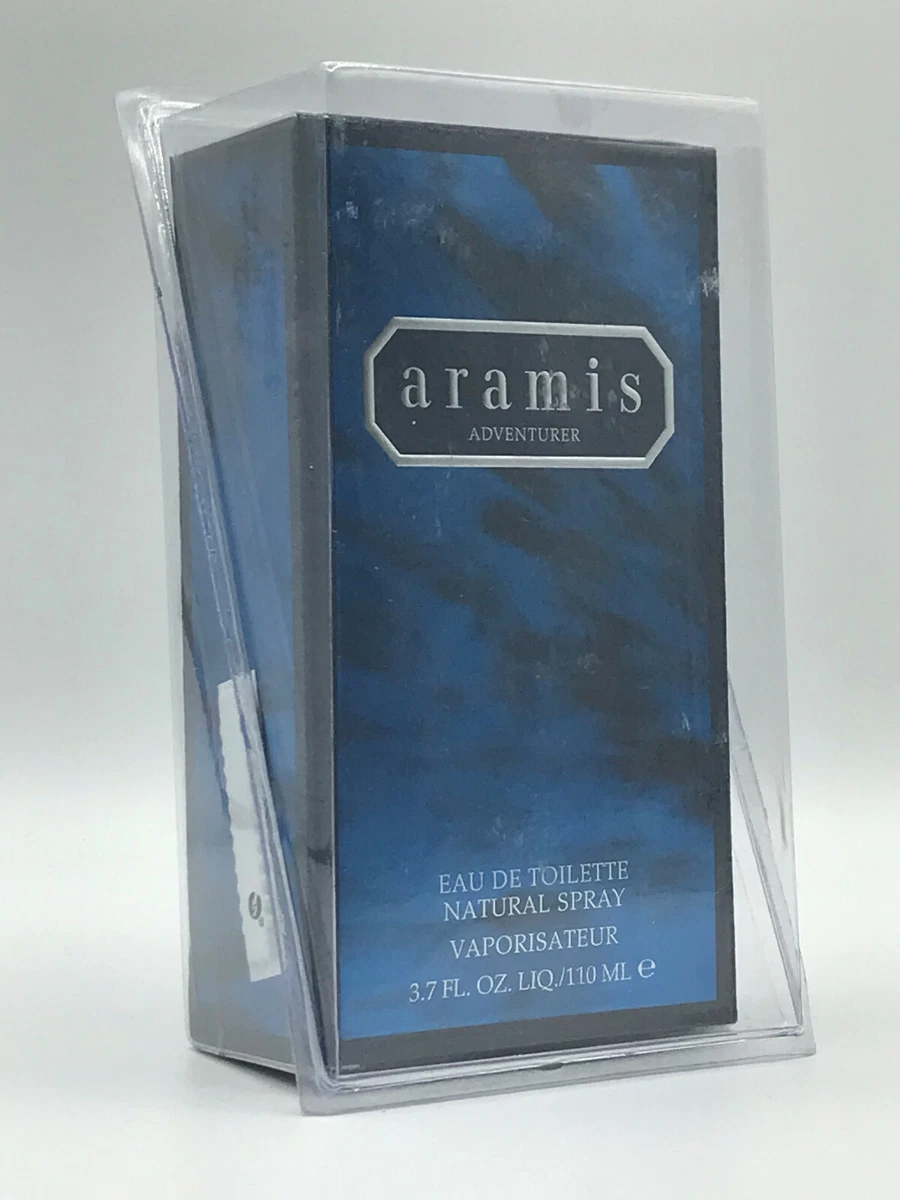 aramis
ADVENTURER
EAU DE TOILETTE
NATURAL SPRAY
VAPORISATEUR
3.7 FL. OZ. LIQ./110 ML ℮